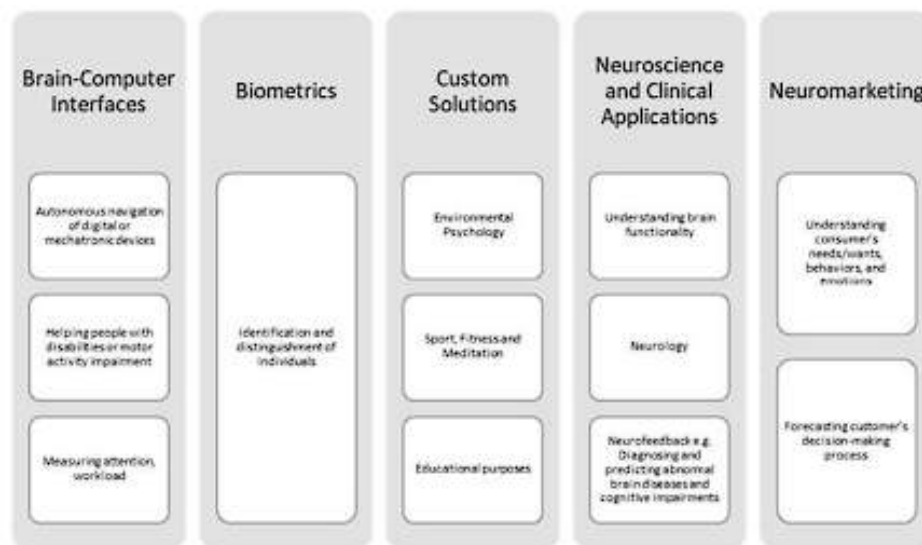 Brain-Computer
Interfaces
Autonomous navigation
of digital or
mechatronic devices
Helping people with
disabilities or motor
activity impairment
Measuring attention,
workload
Biometrics
Identification and
distinguishment of
individuals
Custom
Solutions
Environmental
Psychology
Sport, Fitness and
Meditation
Educational purposes
Neuroscience
and Clinical
Applications
Understanding brain
functionality
Neurology
Neurofeedback e.g.
Diagnosing and
predicting abnormal
brain diseases and
cognitive impairments
Neuromarketing
Understanding
consumer's
needs/wants,
behaviors, and
emotions
Forecasting customer's
decision-making
process